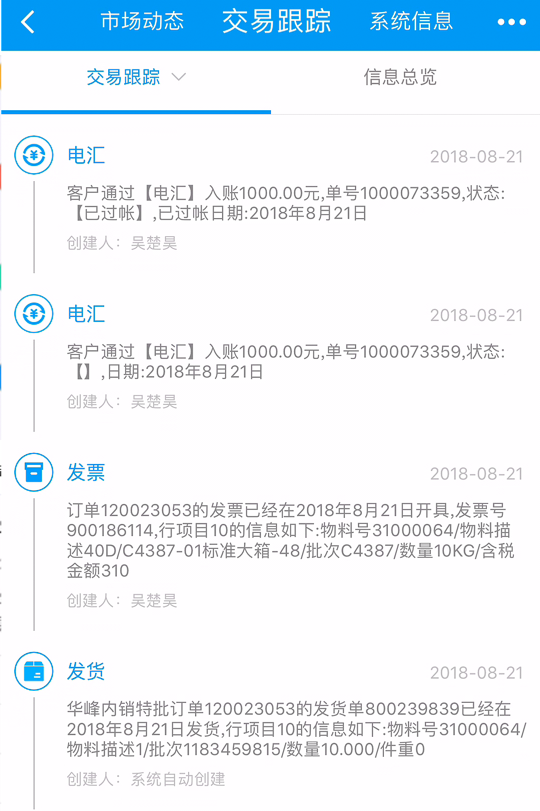 市场动态 交易跟踪 系统信息
交易跟踪 信息总览
电汇 2018-08-21
客户通过【电汇】入账1000.00元,单号1000073359,状态:
【已过帐】,已过帐日期:2018年8月21日
创建人: 吴楚昊
电汇 2018-08-21
客户通过【电汇】入账1000.00元,单号1000073359,状态:
【】,日期:2018年8月21日
创建人: 吴楚昊
发票 2018-08-21
订单120023053的发票已经在2018年8月21日开具,发票号
900186114,行项目10的信息如下:物料号31000064/物料描
述40D/C4387-01标准大箱-48/批次C4387/数量10KG/含税
金额310
创建人: 吴楚昊
发货 2018-08-21
华峰内销特批订单120023053的发货单800239839已经在
2018年8月21日发货,行项目10的信息如下:物料号31000064/
物料描述1/批次1183459815/数量10.000/件重0
创建人: 系统自动创建